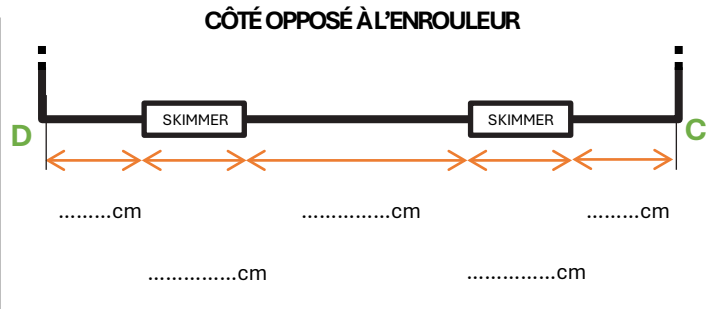 CÔTÉ OPPOSÉ À L'ENROULEUR
SKIMMER SKIMMER
D C
.........cm ...............cm .........cm
...............cm ...............cm